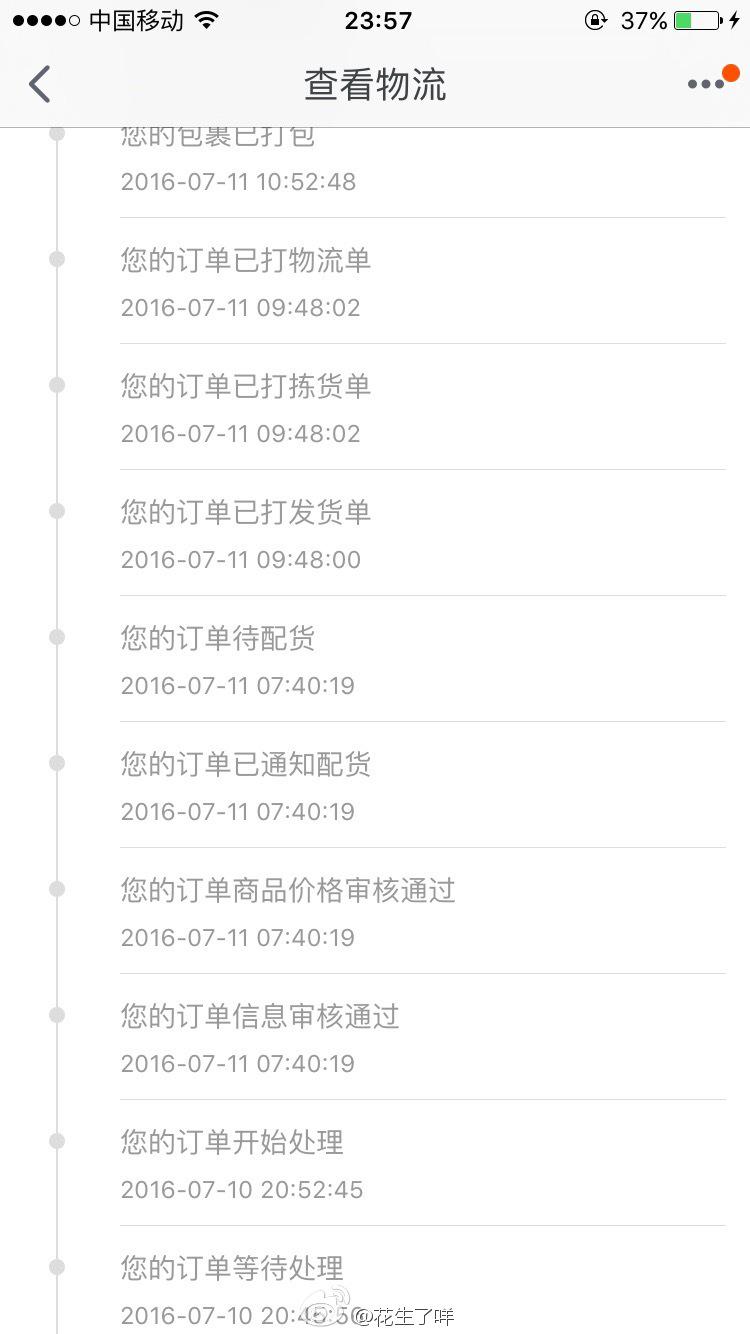 中国移动 23:57 37%
查看物流
您的包裹已打包
2016-07-11 10:52:48
您的订单已打物流单
2016-07-11 09:48:02
您的订单已打拣货单
2016-07-11 09:48:02
您的订单已打发货单
2016-07-11 09:48:00
您的订单待配货
2016-07-11 07:40:19
您的订单已通知配货
2016-07-11 07:40:19
您的订单商品价格审核通过
2016-07-11 07:40:19
您的订单信息审核通过
2016-07-11 07:40:19
您的订单开始处理
2016-07-10 20:52:45
您的订单等待处理
2016-07-10
@花生了咩